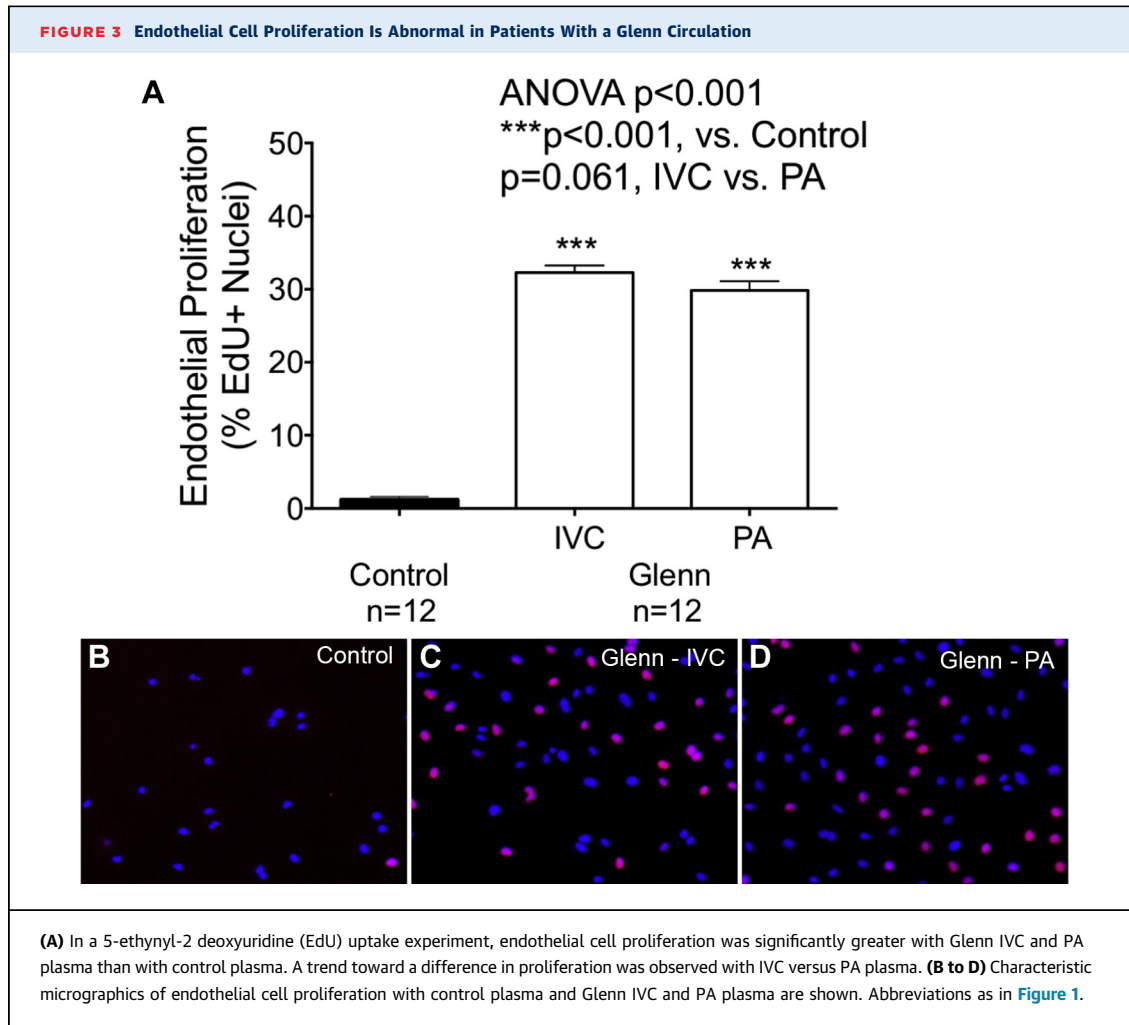 FIGURE 3 Endothelial Cell Proliferation Is Abnormal in Patients With a Glenn Circulation
A
ANOVA p<0.001
***p<0.001, vs. Control
p=0.061, IVC vs. PA
Endothelial Proliferation
(% EdU+ Nuclei)
50
40
30
20
10
0
***
***
IVC
PA
Control
n=12
Glenn
n=12
B
Control
C
Glenn - IVC
D
Glenn - PA
(A) In a 5-ethynyl-2 deoxyuridine (EdU) uptake experiment, endothelial cell proliferation was significantly greater with Glenn IVC and PA
plasma than with control plasma. A trend toward a difference in proliferation was observed with IVC versus PA plasma. (B to D) Characteristic
micrographics of endothelial cell proliferation with control plasma and Glenn IVC and PA plasma are shown. Abbreviations as in Figure 1.